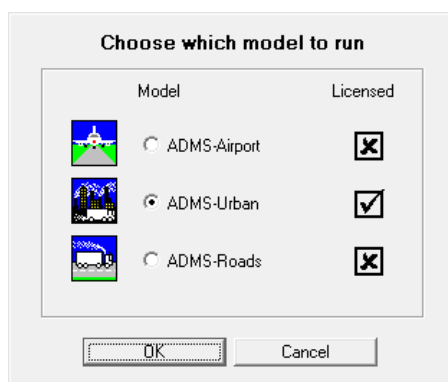 Choose which model to run
Model Licensed
ADMS-Airport
ADMS-Urban
ADMS-Roads
OK Cancel